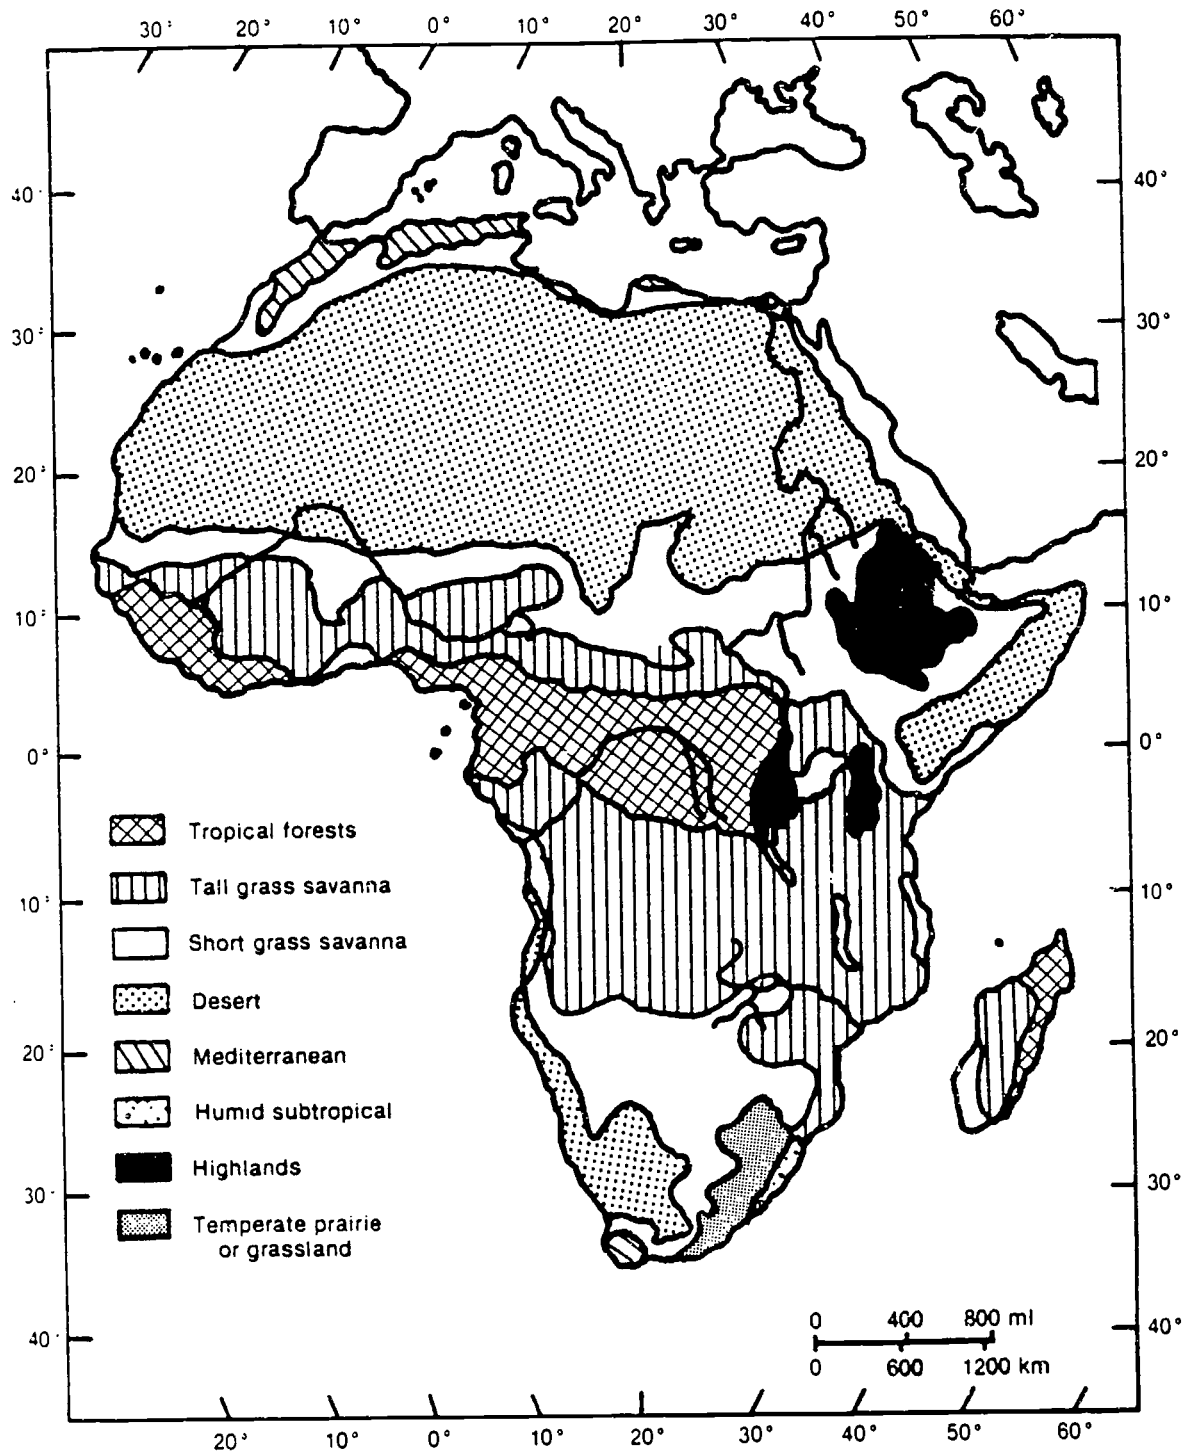 30° 20° 10° 0° 10° 20° 30° 40° 50° 60°
40° 40°
30° 30°
20° 20°
10° 10°
0° 0°
Tropical forests
Tall grass savanna
10° 10°
Short grass savanna
Desert
20° 20°
Mediterranean
Humid subtropical
Highlands
30° 30°
Temperate prairie
or grassland
0 400 800 mi
40° 40°
0 600 1200 km
20° 10° 0° 10° 20° 30° 40° 50° 60°